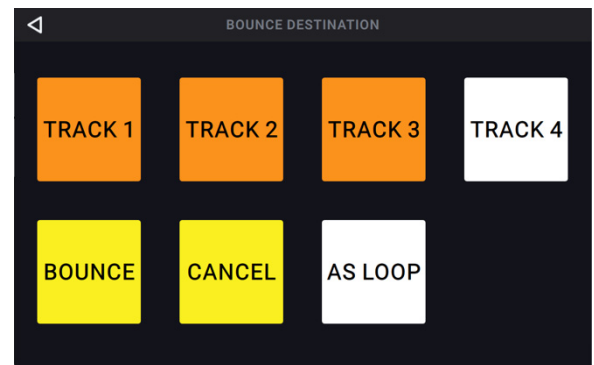 BOUNCE DESTINATION
TRACK 1
TRACK 2
TRACK 3
TRACK 4
BOUNCE
CANCEL
AS LOOP